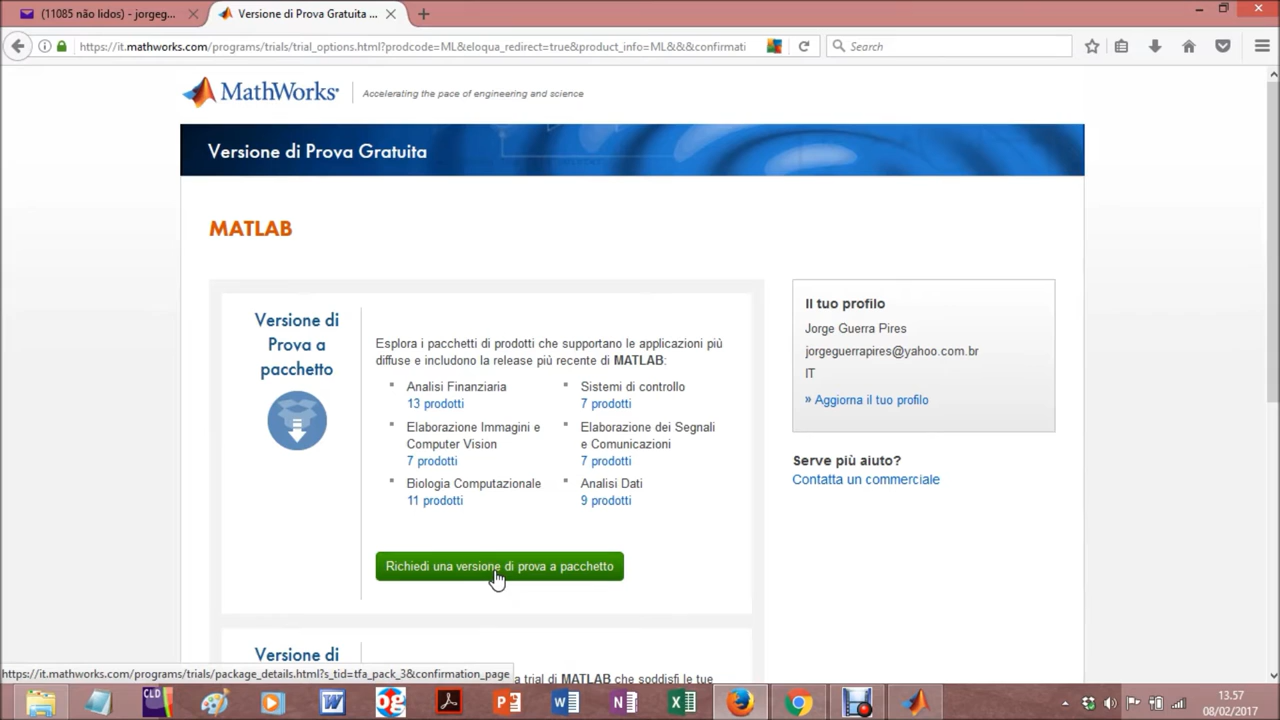 (11085 não lidos) - jorgeg...
Versione di Prova Gratuita ...
https://it.mathworks.com/programs/trials/trial_options.html?prodcode=ML&eloqua_redirect=true&product_info=ML&&&confirmati
Search
MathWorks®
Accelerating the pace of engineering and science
Versione di Prova Gratuita
MATLAB
Versione di
Prova a
pacchetto
Esplora i pacchetti di prodotti che supportano le applicazioni più
diffuse e includono la release più recente di MATLAB:
Analisi Finanziaria
13 prodotti
Elaborazione Immagini e
Computer Vision
7 prodotti
Biologia Computazionale
11 prodotti
Sistemi di controllo
7 prodotti
Elaborazione dei Segnali
e Comunicazioni
7 prodotti
Analisi Dati
9 prodotti
Richiedi una versione di prova a pacchetto
Il tuo profilo
Jorge Guerra Pires
jorgeguerrapires@yahoo.com.br
IT
» Aggiorna il tuo profilo
Serve più aiuto?
Contatta un commerciale
Versione di
a trial di MATLAB che soddisfi le tue
https://it.mathworks.com/programs/trials/package_details.html?s_tid=tfa_pack_3&confirmation_page
CLD
13.57
08/02/2017